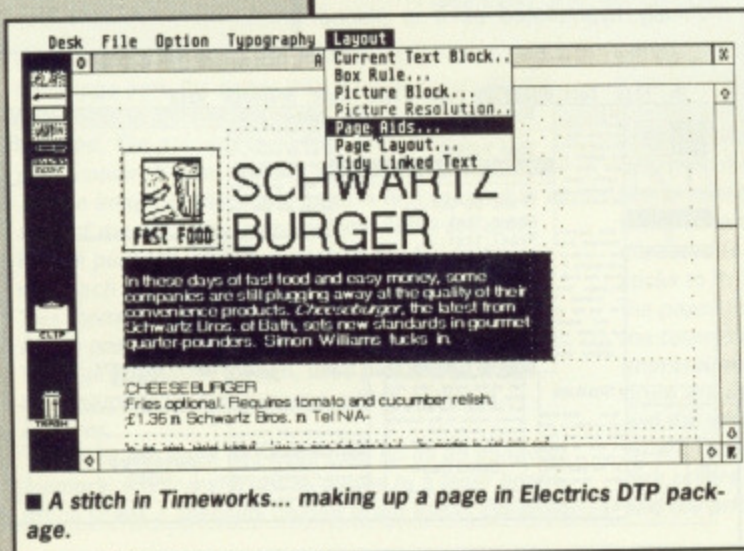 Desk File Option Typography Layout
A
Current Text Block..
Box Rule...
Picture Block...
Picture Resolution..
Page Aids...
Page Layout...
Tidy Linked Text
FAST FOOD
SCHWARTZ
BURGER
In these days of fast food and easy money, some
companies are still plugging away at the quality of their
convenience products. Cheeseburger, the latest from
Schwartz Bros. of Bath, sets new standards in gourmet
quarter-pounders. Simon Williams tucks in.
CHEESEBURGER
Fries optional. Requires tomato and cucumber relish.
£1.35 n Schwartz Bros. n Tel N/A-
CLIP
TRASH
■ A stitch in Timeworks... making up a page in Electrics DTP pack-
age.